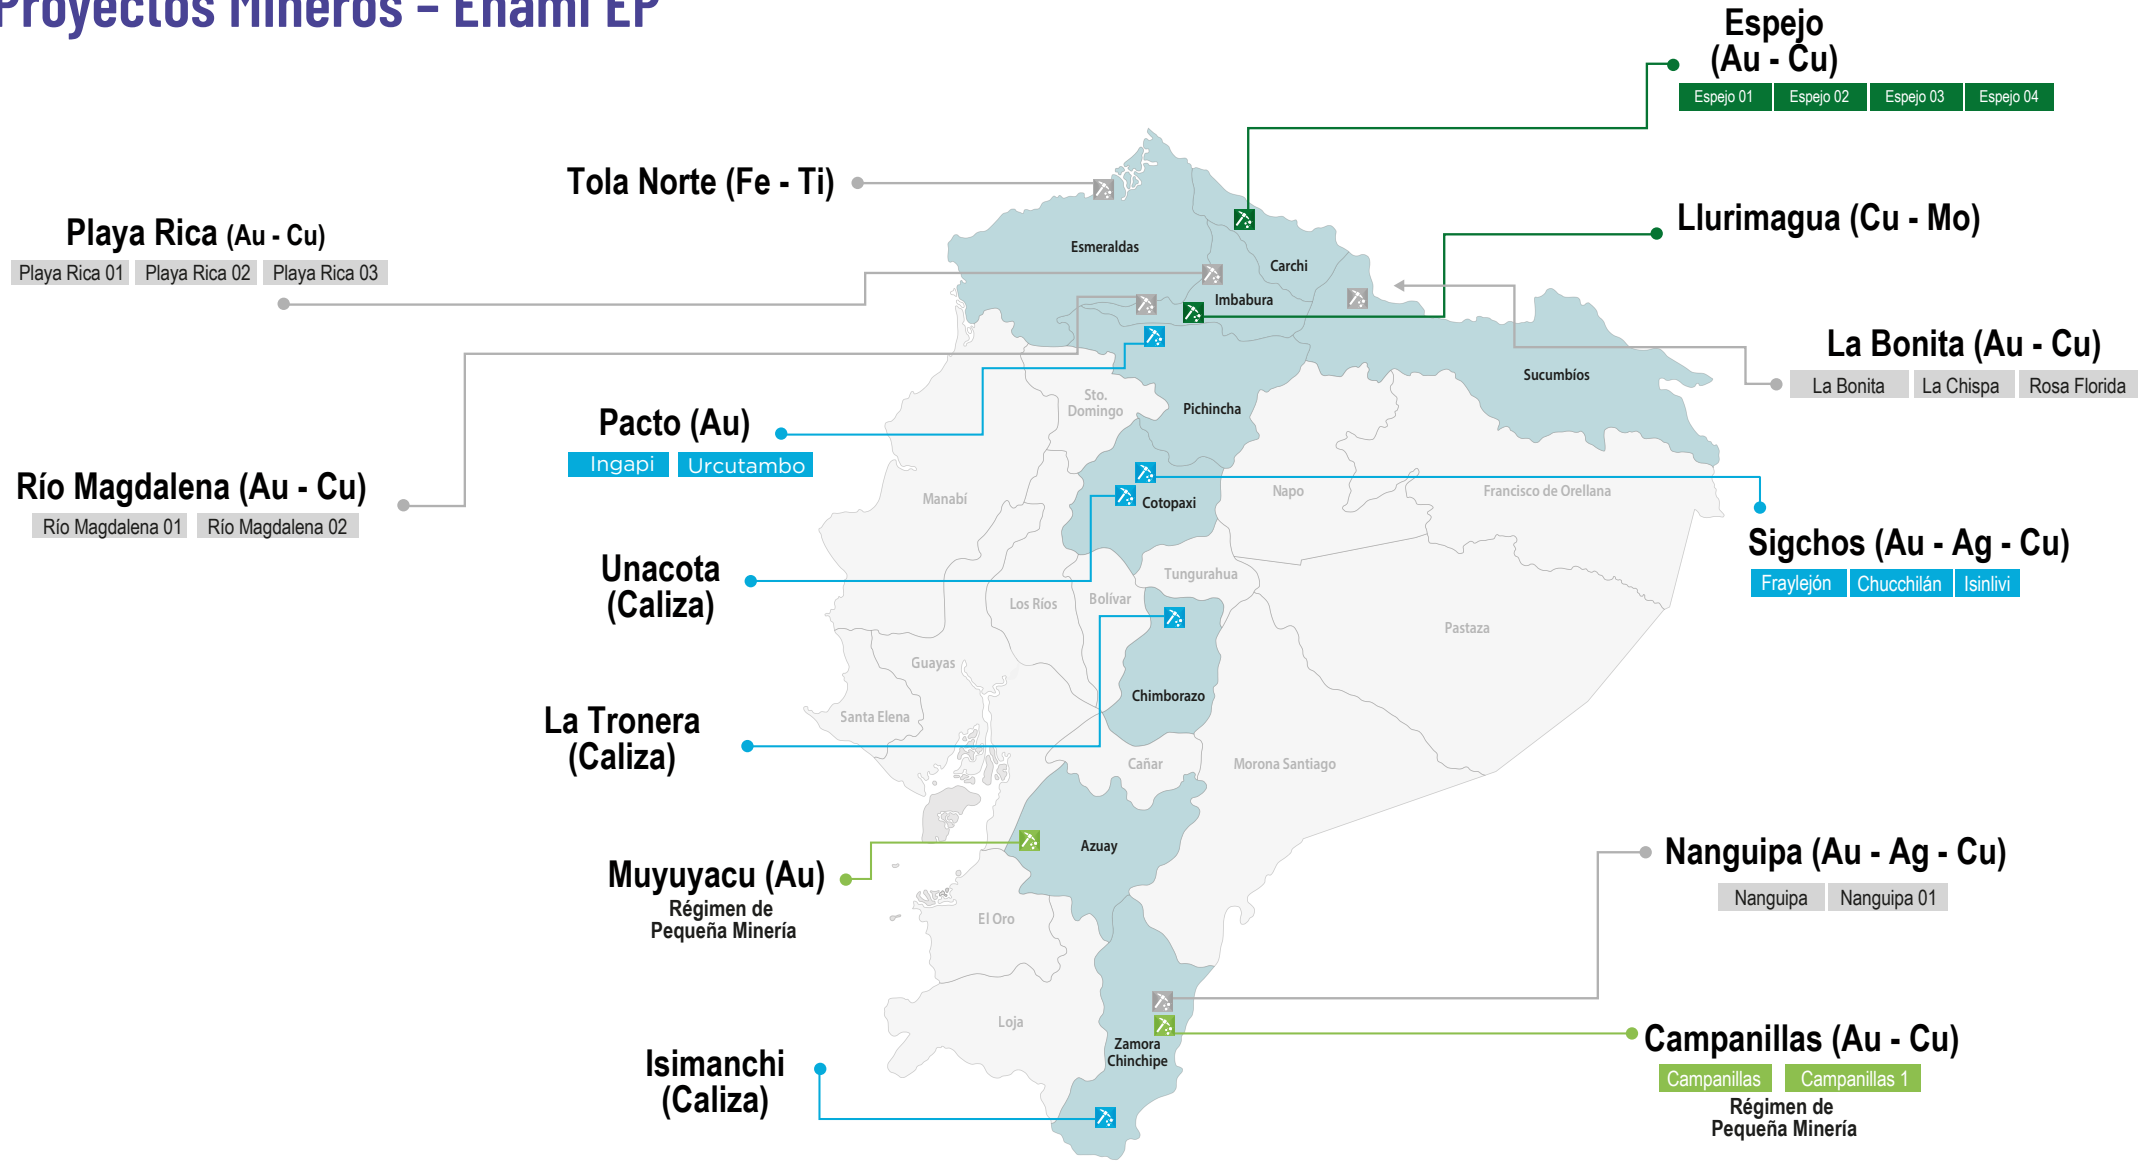 Proyectos Mineros – Enami EP
Espejo
(Au - Cu)
Espejo 01 Espejo 02 Espejo 03 Espejo 04
Tola Norte (Fe - Ti)
Llurimagua (Cu - Mo)
Playa Rica (Au - Cu)
Playa Rica 01 Playa Rica 02 Playa Rica 03
Esmeraldas
Carchi
Imbabura
La Bonita (Au - Cu)
La Bonita La Chispa Rosa Florida
Sucumbíos
Sto.
Domingo
Pichincha
Pacto (Au)
Ingapi Urcutambo
Río Magdalena (Au - Cu)
Río Magdalena 01 Río Magdalena 02
Manabí
Cotopaxi
Napo
Francisco de Orellana
Sigchos (Au - Ag - Cu)
Fraylejón Chucchilán Isinlivi
Unacota
(Caliza)
Tungurahua
Los Ríos
Bolívar
Pastaza
Guayas
Chimborazo
Santa Elena
La Tronera
(Caliza)
Cañar
Morona Santiago
Azuay
Muyuyacu (Au)
Régimen de
Pequeña Minería
Nanguipa (Au - Ag - Cu)
Nanguipa Nanguipa 01
El Oro
Loja
Zamora
Chinchipe
Campanillas (Au - Cu)
Campanillas Campanillas 1
Régimen de
Pequeña Minería
Isimanchi
(Caliza)